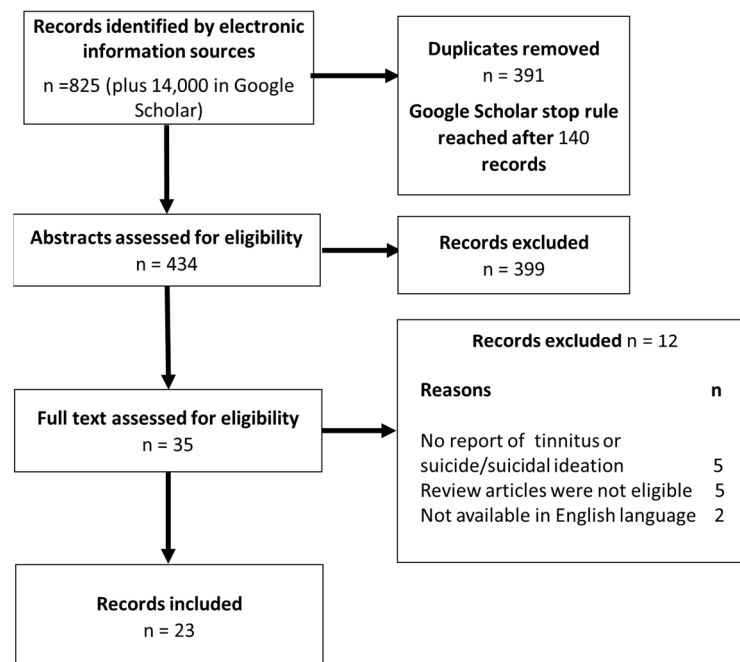 Records identified by electronic
information sources
n =825 (plus 14,000 in Google
Scholar)
Duplicates removed
n = 391
Google Scholar stop rule
reached after 140
records
Abstracts assessed for eligibility
n = 434
Records excluded
n = 399
Records excluded n = 12
Reasons n
No report of tinnitus or
suicide/suicidal ideation 5
Review articles were not eligible 5
Not available in English language 2
Full text assessed for eligibility
n = 35
Records included
n = 23